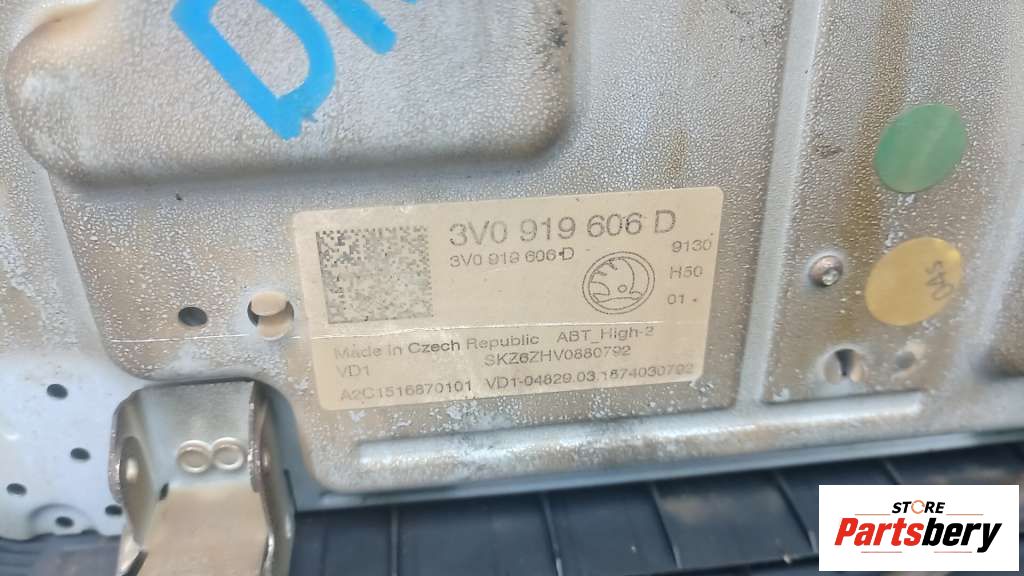 3V0 919 606 D
3V0 919 606 D
9130
H50
01
Made in Czech Republic ABT_High-2
VD1 SKZ6ZHV0880792
A2C1516870101 VD1-04829.03.1674030792
STORE
Partsbery